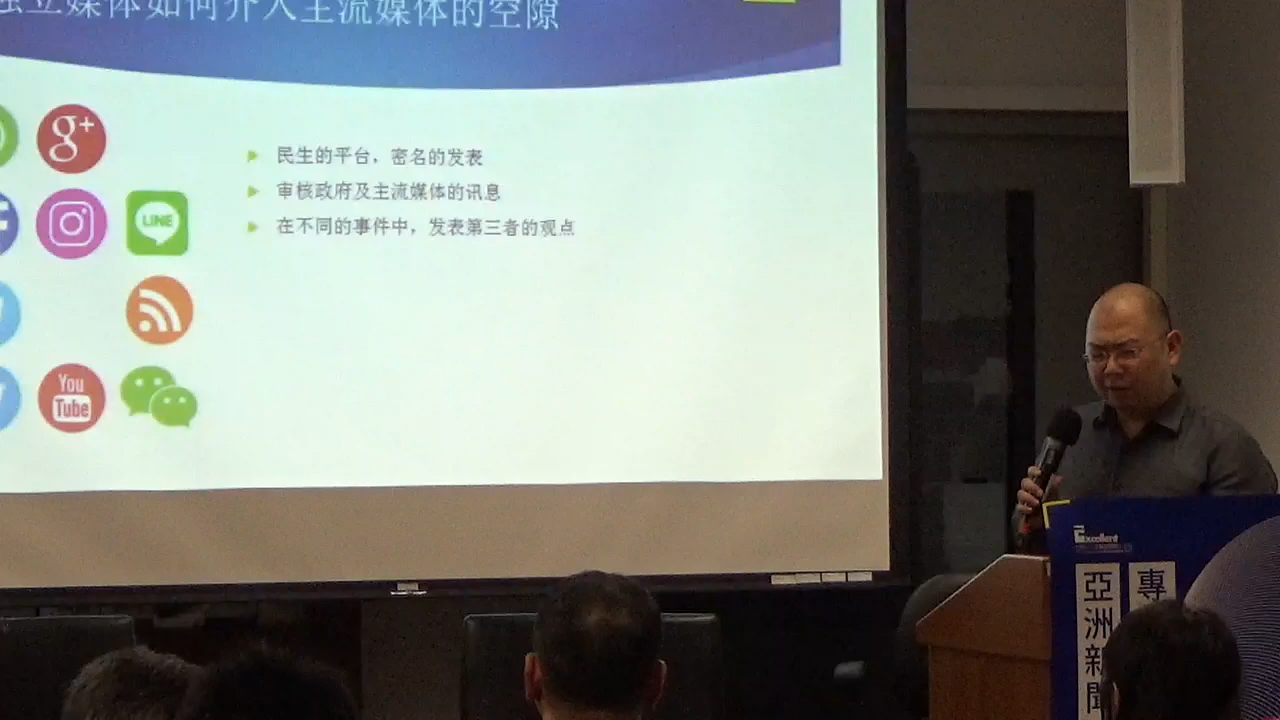 独立媒体如何介入主流媒体的空隙
g+
民生的平台，密名的发表
审核政府及主流媒体的讯息
在不同的事件中，发表第三者的观点
LINE
You
Tube
Excellent
專
亞洲新聞